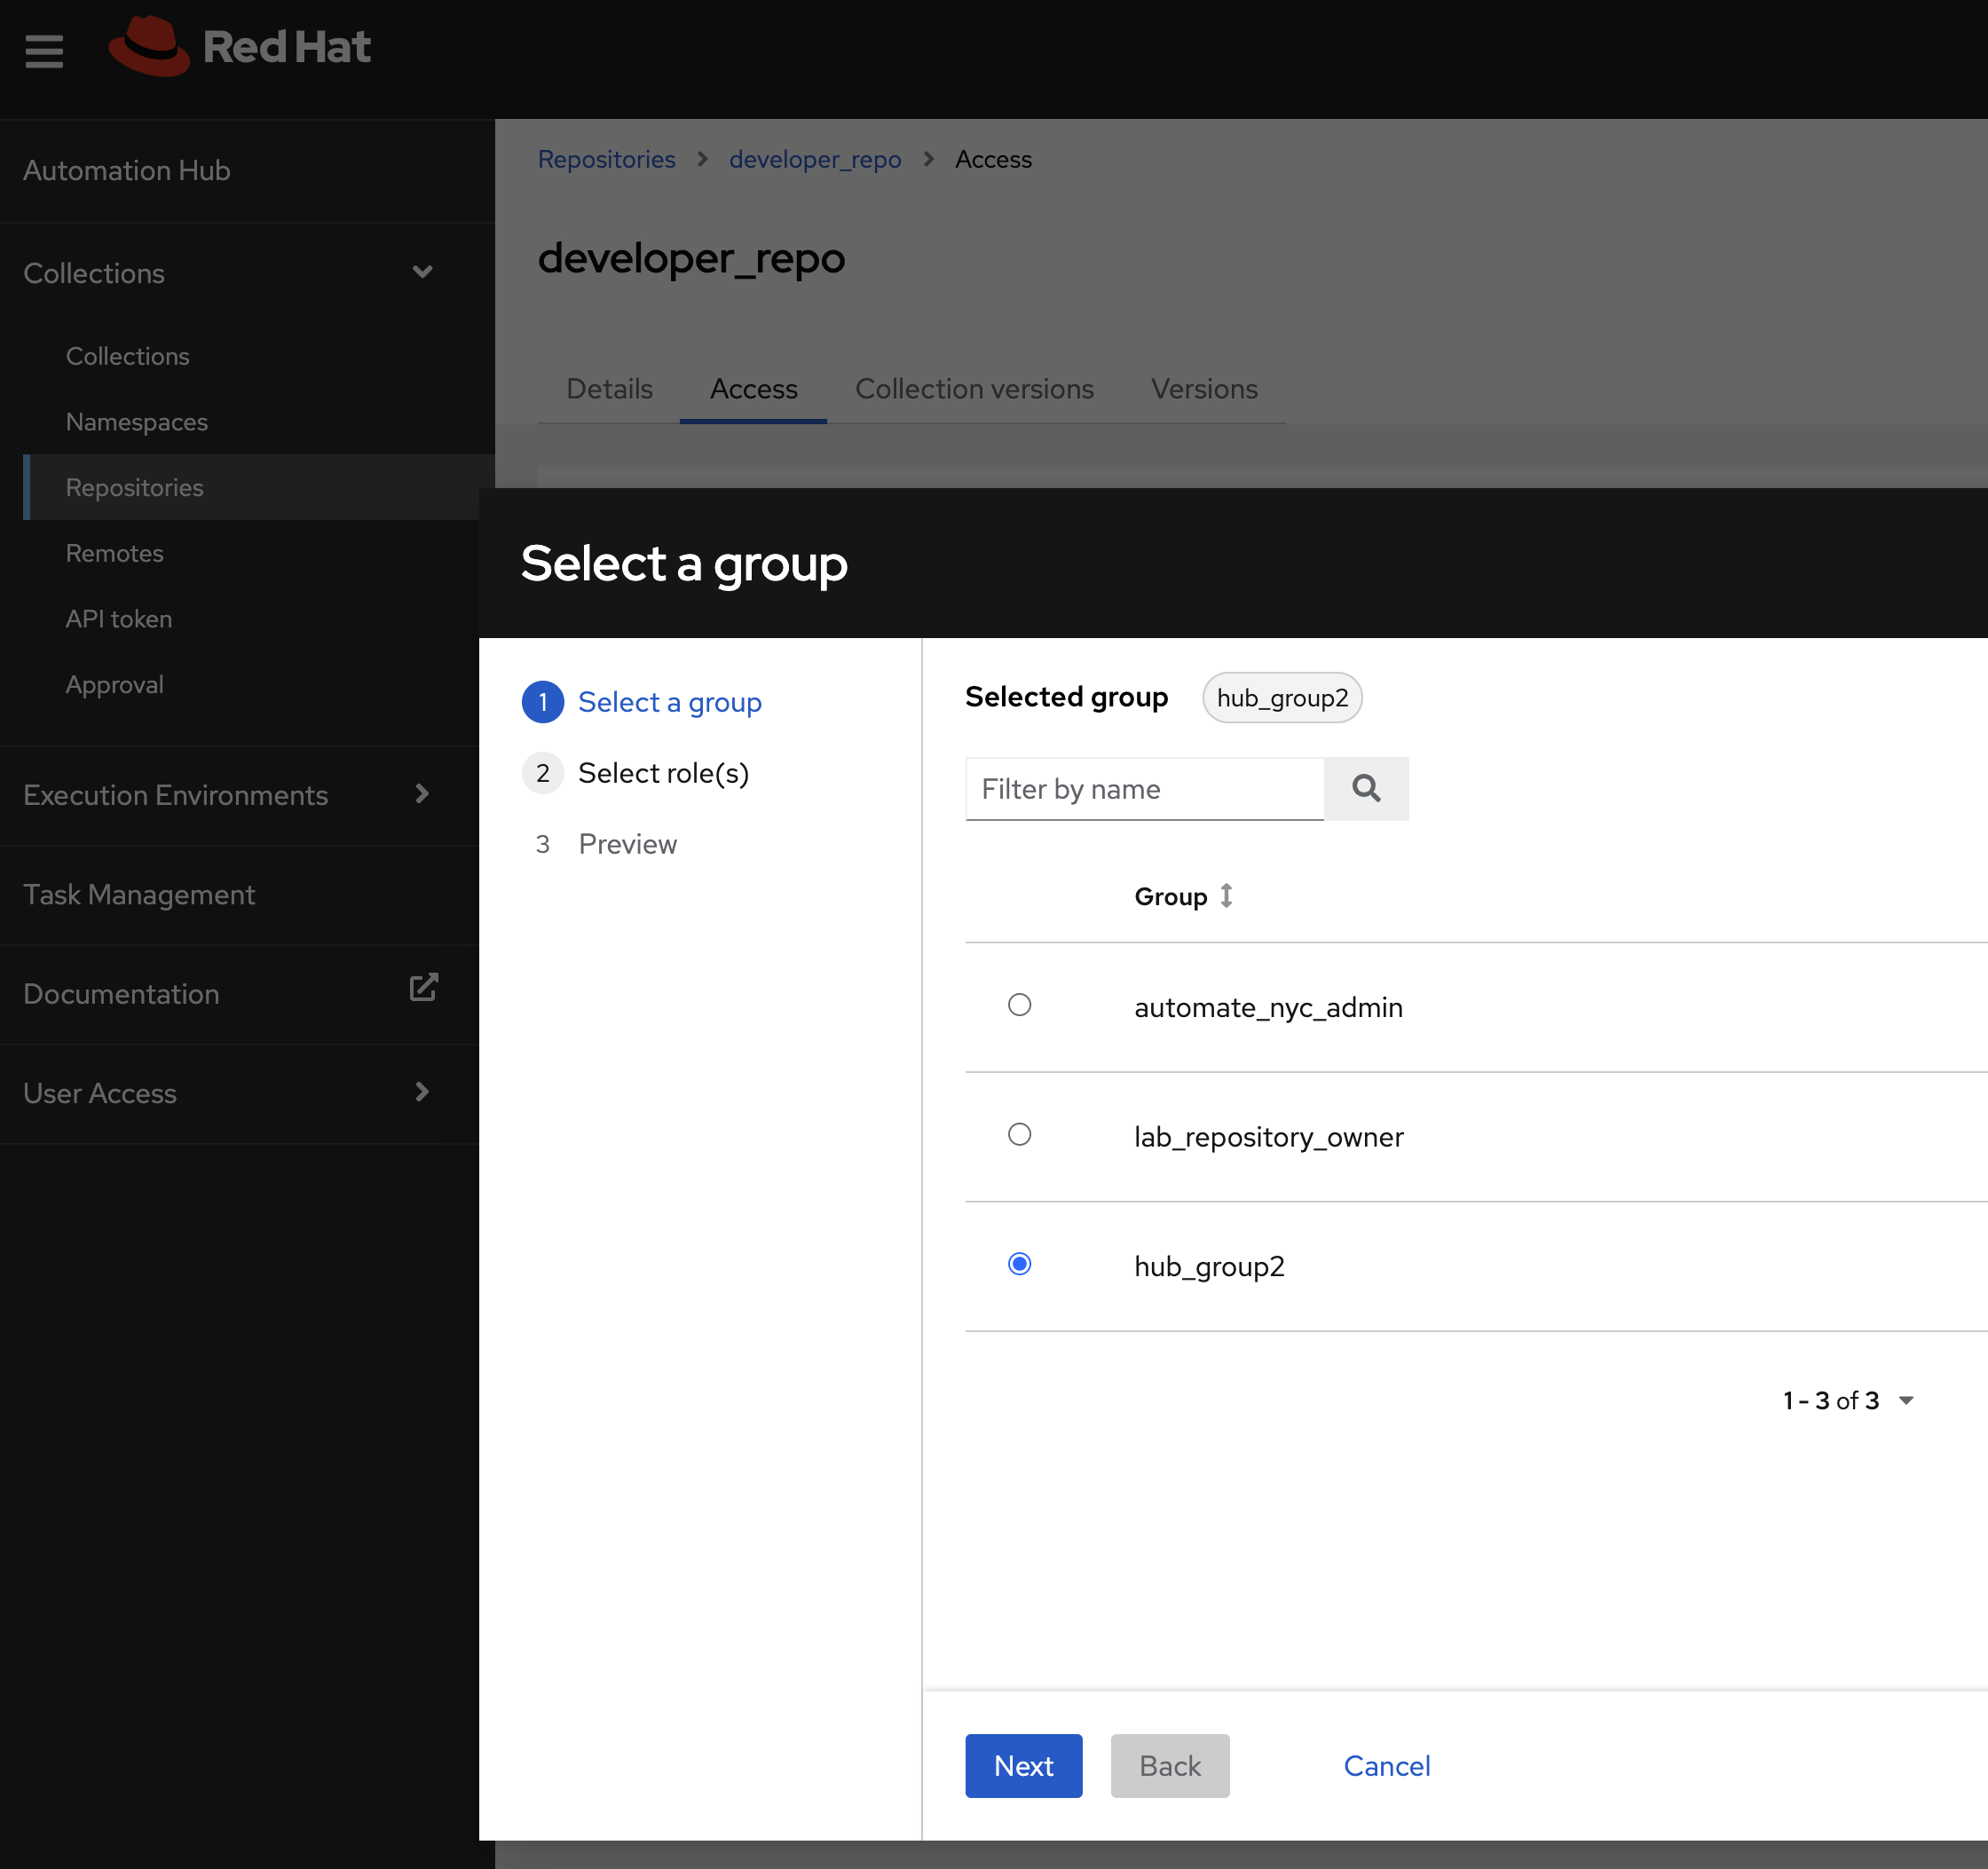 Red Hat
Automation Hub
Collections
Collections
Namespaces
Repositories
Remotes
API token
Approval
Execution Environments
Task Management
Documentation
User Access
Repositories > developer_repo > Access
developer_repo
Details Access Collection versions Versions
Select a group
1 Select a group
2 Select role(s)
3 Preview
Selected group hub_group2
Filter by name
Group
automate_nyc_admin
lab_repository_owner
hub_group2
1 - 3 of 3
Next Back Cancel